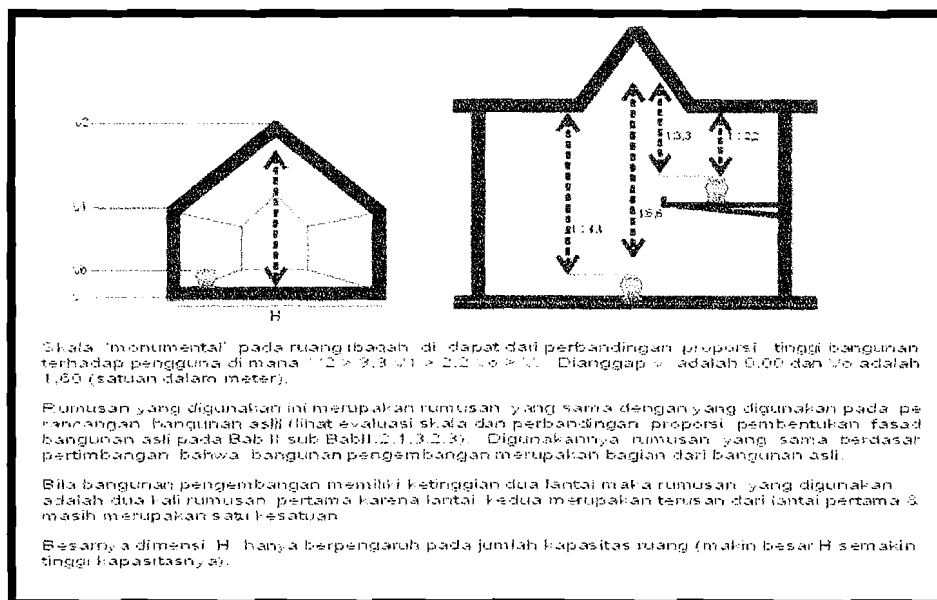 V2
V1
Vo
V
H
1:3,3
1:2,2
Skala 'monumental' pada ruang ibadah di dapat dari perbandingan proporsi tinggi bangunan
terhadap pengguna di mana V2 > 3,3 V1 > 2,2 Vo > V. Dianggap V adalah 0,00 dan Vo adalah
1,60 (satuan dalam meter).
Rumusan yang digunakan ini merupakan rumusan yang sama dengan yang digunakan pada pe
rancangan bangunan asli (lihat evaluasi skala dan perbandingan proporsi pembentukan fasad
bangunan asli pada Bab II sub BabII.2.1.3.2.3). Digunakannya rumusan yang sama berdasar
pertimbangan bahwa bangunan pengembangan merupakan bagian dari bangunan asli.
Bila bangunan pengembangan memiliki ketinggian dua lantai maka rumusan yang digunakan
adalah dua kali rumusan pertama karena lantai kedua merupakan terusan dari lantai pertama &
masih merupakan satu kesatuan
Besarnya dimensi H hanya berpengaruh pada jumlah kapasitas ruang (makin besar H semakin
tinggi kapasitasnya).